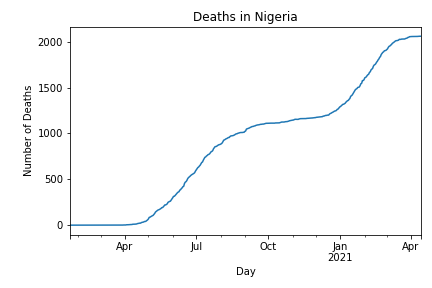 Deaths in Nigeria
Number of Deaths
2000
1500
1000
500
0
Apr Jul Oct Jan Apr
2021
Day